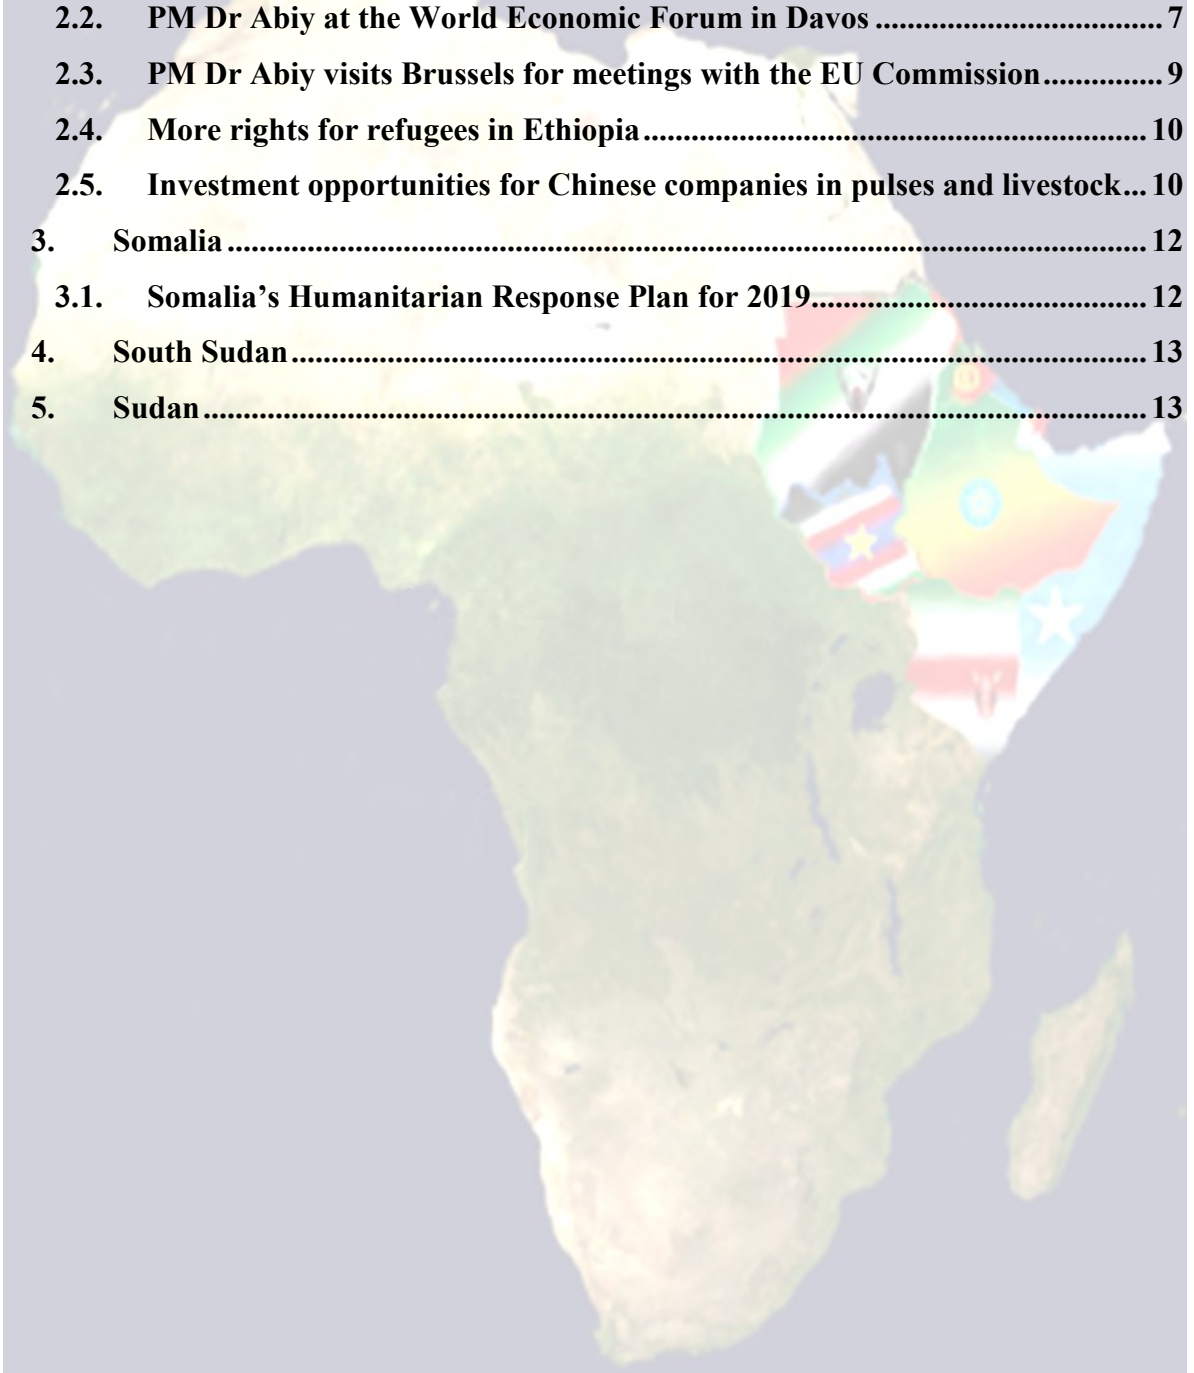 2.2. PM Dr Abiy at the World Economic Forum in Davos ................................... 7
2.3. PM Dr Abiy visits Brussels for meetings with the EU Commission .............. 9
2.4. More rights for refugees in Ethiopia .............................................................. 10
2.5. Investment opportunities for Chinese companies in pulses and livestock ... 10
3. Somalia .................................................................................................................. 12
3.1. Somalia’s Humanitarian Response Plan for 2019 ......................................... 12
4. South Sudan .......................................................................................................... 13
5. Sudan ..................................................................................................................... 13